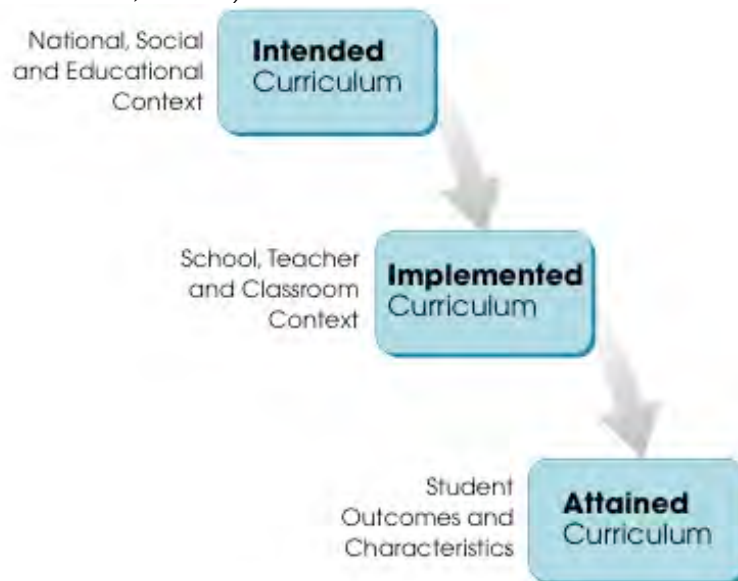 National, Social
and Educational
Context
Intended
Curriculum
School, Teacher
and Classroom
Context
Implemented
Curriculum
Student
Outcomes and
Characteristics
Attained
Curriculum